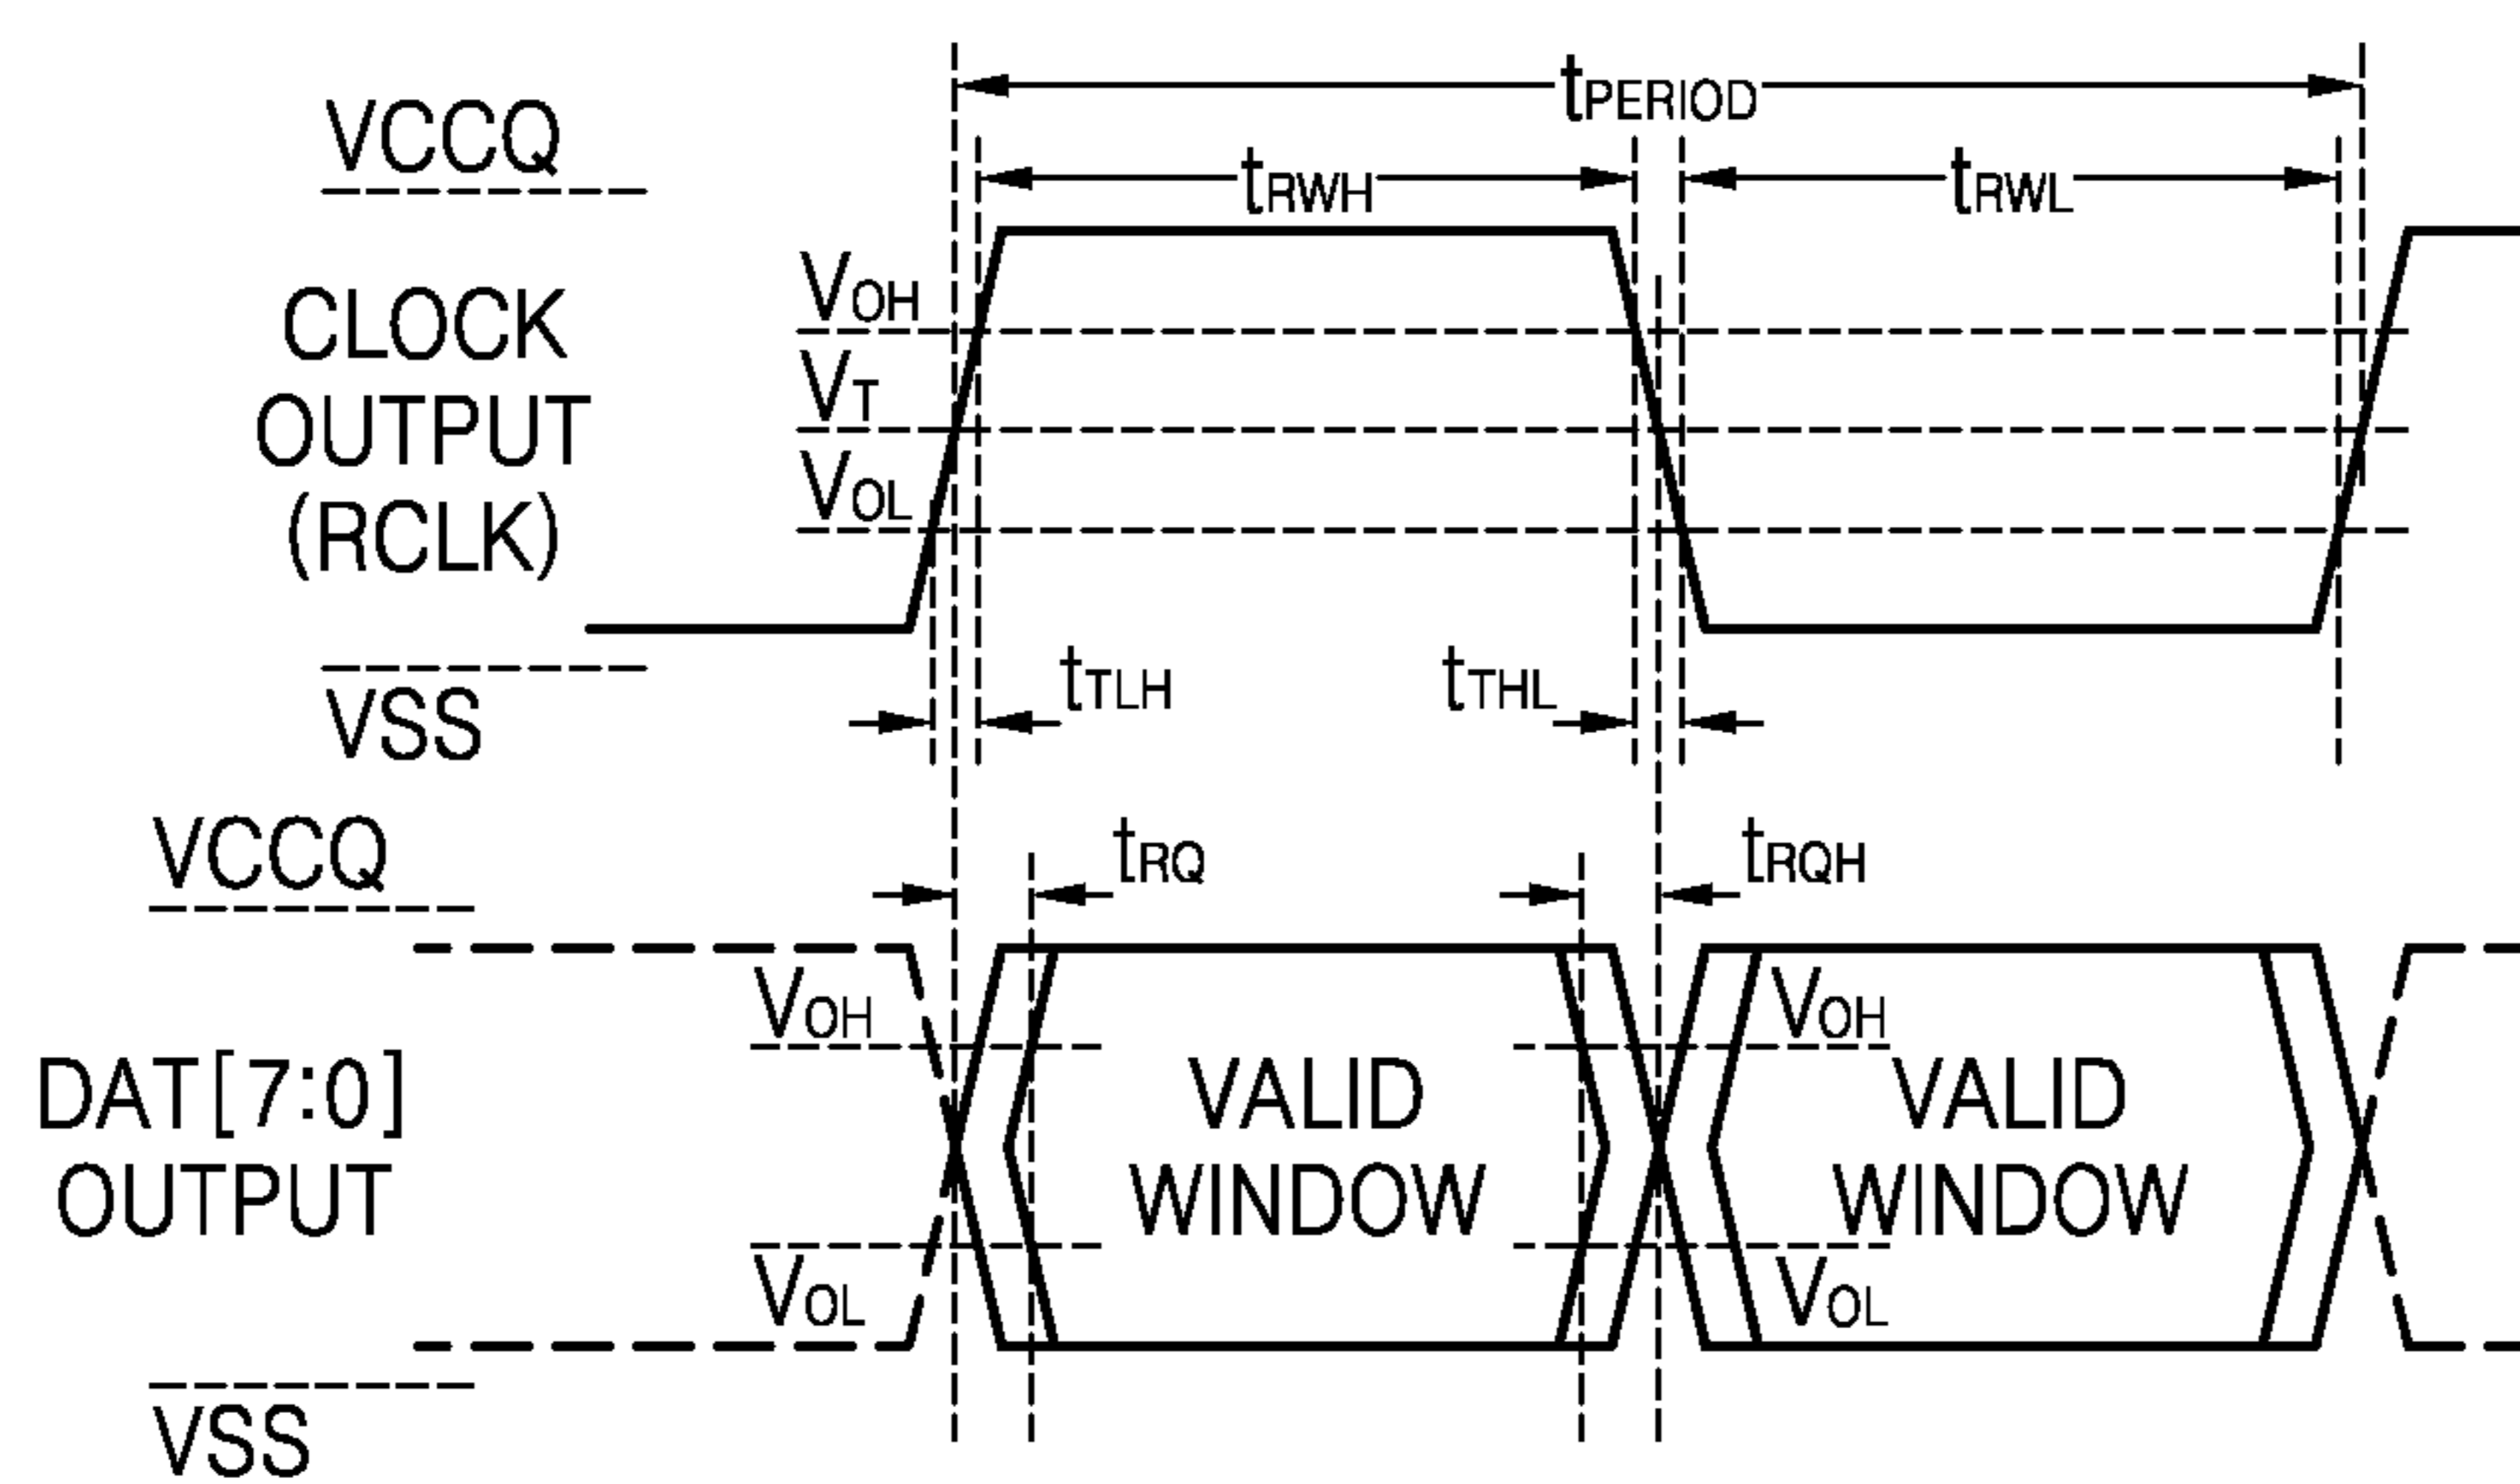 tPERIOD
VCCQ
tRWH
tRWL
VOH
CLOCK
OUTPUT
(RCLK)
VT
VOL
tTLH
tTHL
VSS
VCCQ
tRQ
tRQH
VOH
VOH
DAT[7:0]
OUTPUT
VALID
WINDOW
VALID
WINDOW
VOL
VOL
VSS